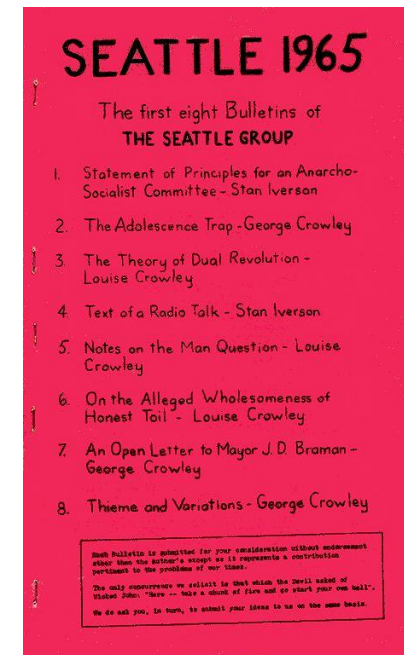 SEATTLE 1965
The first eight Bulletins of
THE SEATTLE GROUP
1. Statement of Principles for an Anarcho-
Socialist Committee - Stan Iverson
2. The Adolescence Trap - George Crowley
3. The Theory of Dual Revolution -
Louise Crowley
4. Text of a Radio Talk - Stan Iverson
5. Notes on the Man Question - Louise
Crowley
6. On the Alleged Wholesomeness of
Honest Toil - Louise Crowley
7. An Open Letter to Mayor J. D. Braman -
George Crowley
8. Thieme and Variations - George Crowley
Each Bulletin is submitted for your consideration without endorsement
other than the Author's except as it represents a contribution
pertinent to the problems of our times.
The only concurrence we solicit is that which the Devil asked of
Wicked John: "Here -- take a chunk of fire and go start your own hell".
We do ask you, in turn, to submit your ideas to us on the same basis.